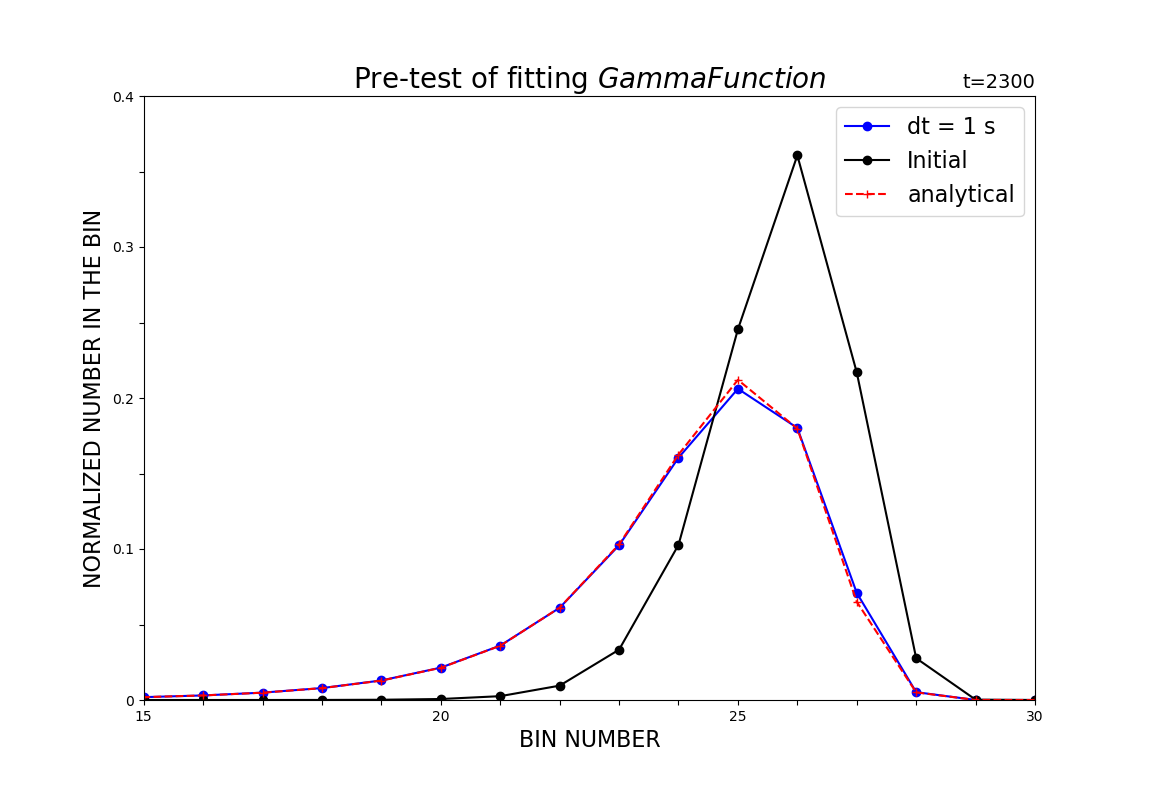 Pre-test of fitting GammaFunction
t=2300
dt = 1 s
Initial
analytical
NORMALIZED NUMBER IN THE BIN
0.4
0.3
0.2
0.1
0
15
20
25
30
BIN NUMBER